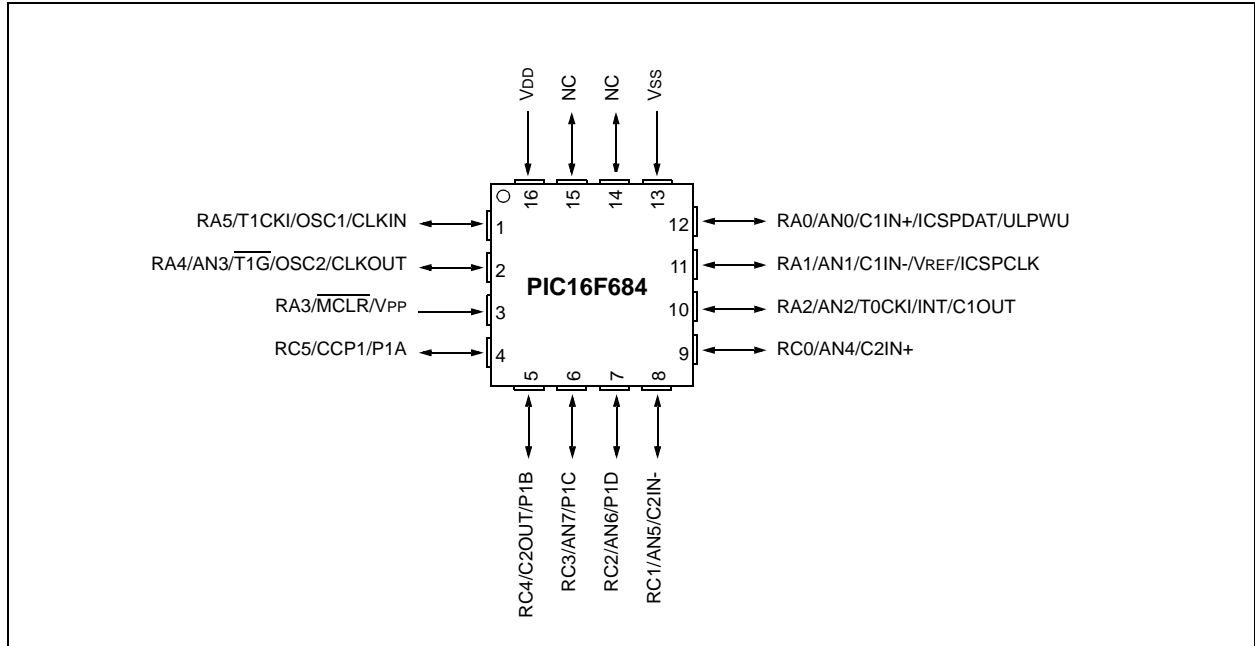 VDD
NC
NC
VSS
16
15
14
13
RA5/T1CKI/OSC1/CLKIN
1
RA4/AN3/T1G/OSC2/CLKOUT
2
RA3/MCLR/VPP
3
RC5/CCP1/P1A
4
PIC16F684
12
RA0/AN0/C1IN+/ICSPDAT/ULPWU
11
RA1/AN1/C1IN-/VREF/ICSPCLK
10
RA2/AN2/T0CKI/INT/C1OUT
9
RC0/AN4/C2IN+
5
6
7
8
RC4/C2OUT/P1B
RC3/AN7/P1C
RC2/AN6/P1D
RC1/AN5/C2IN-